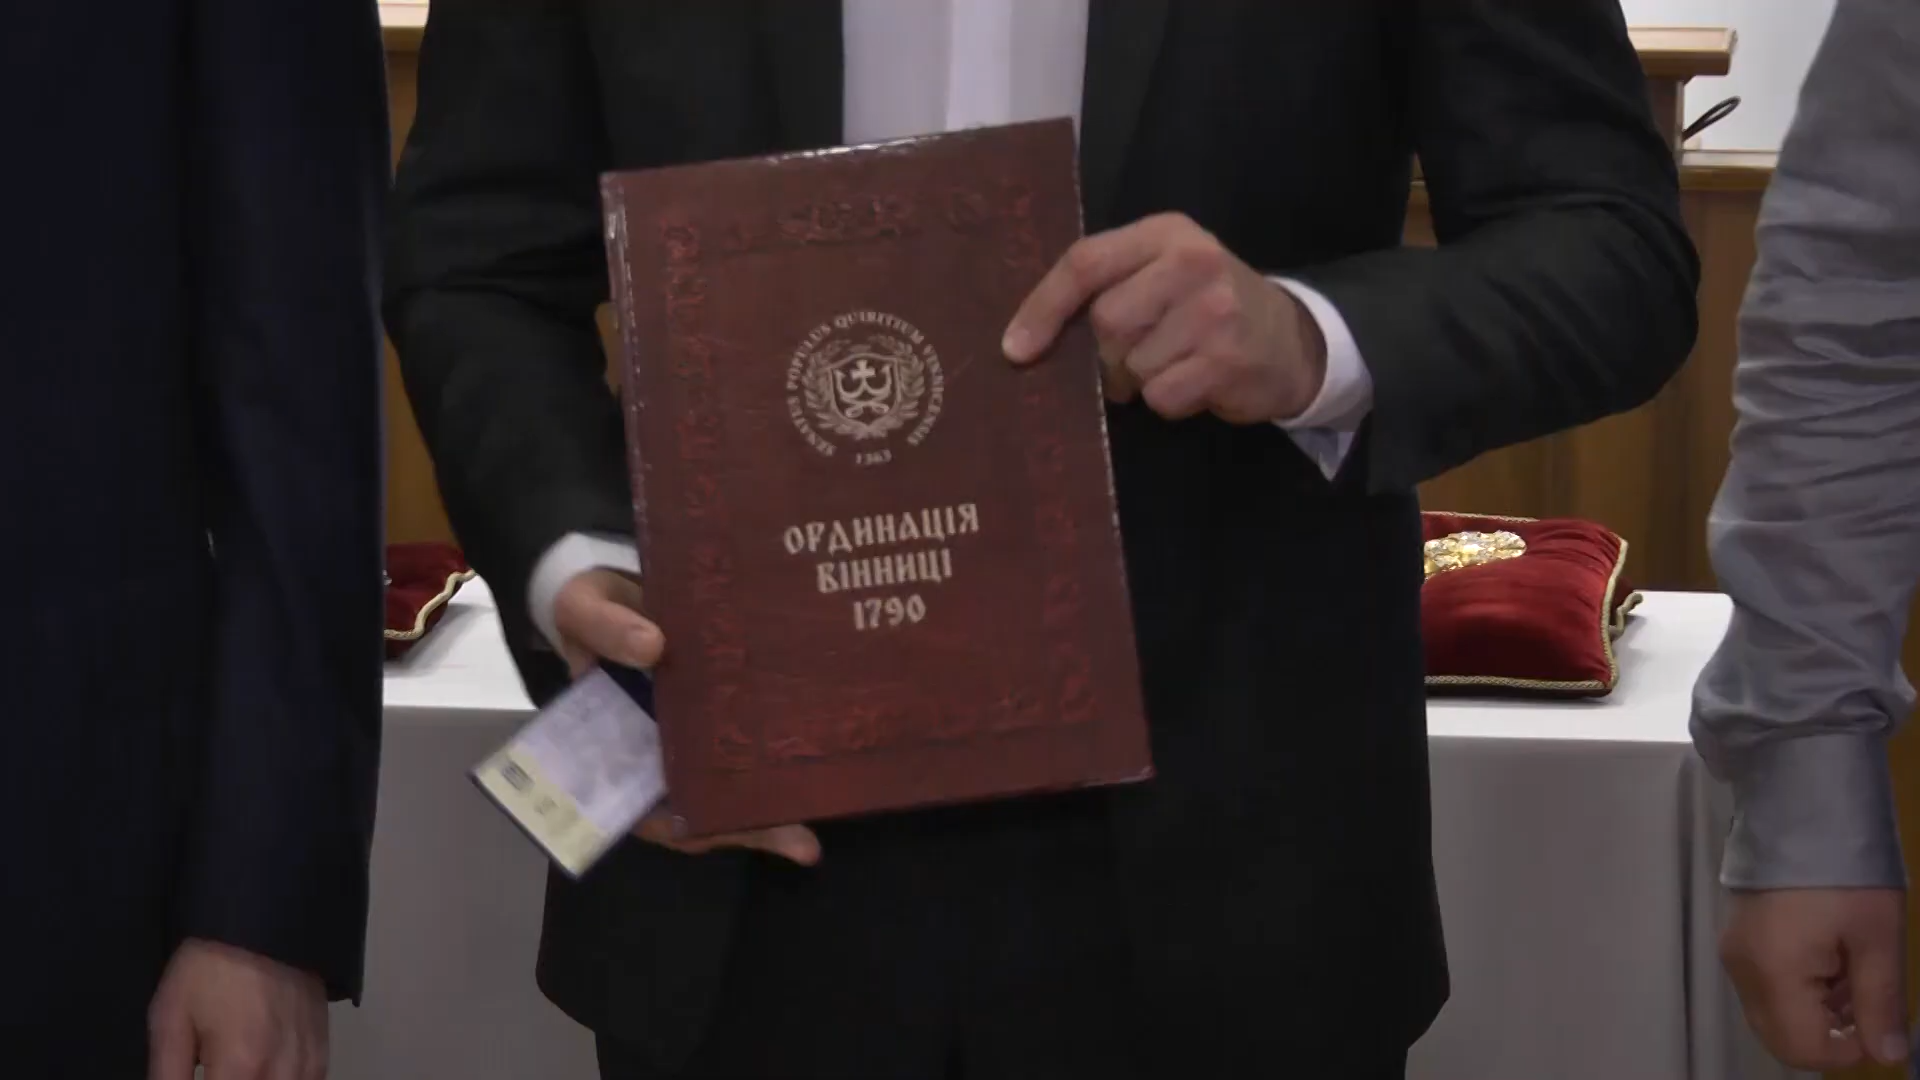 SENATUS POPULUS QUIRITIUM VINNICENSIS
1363
ОРДИНАЦІЯ
ВІННИЦІ
1790